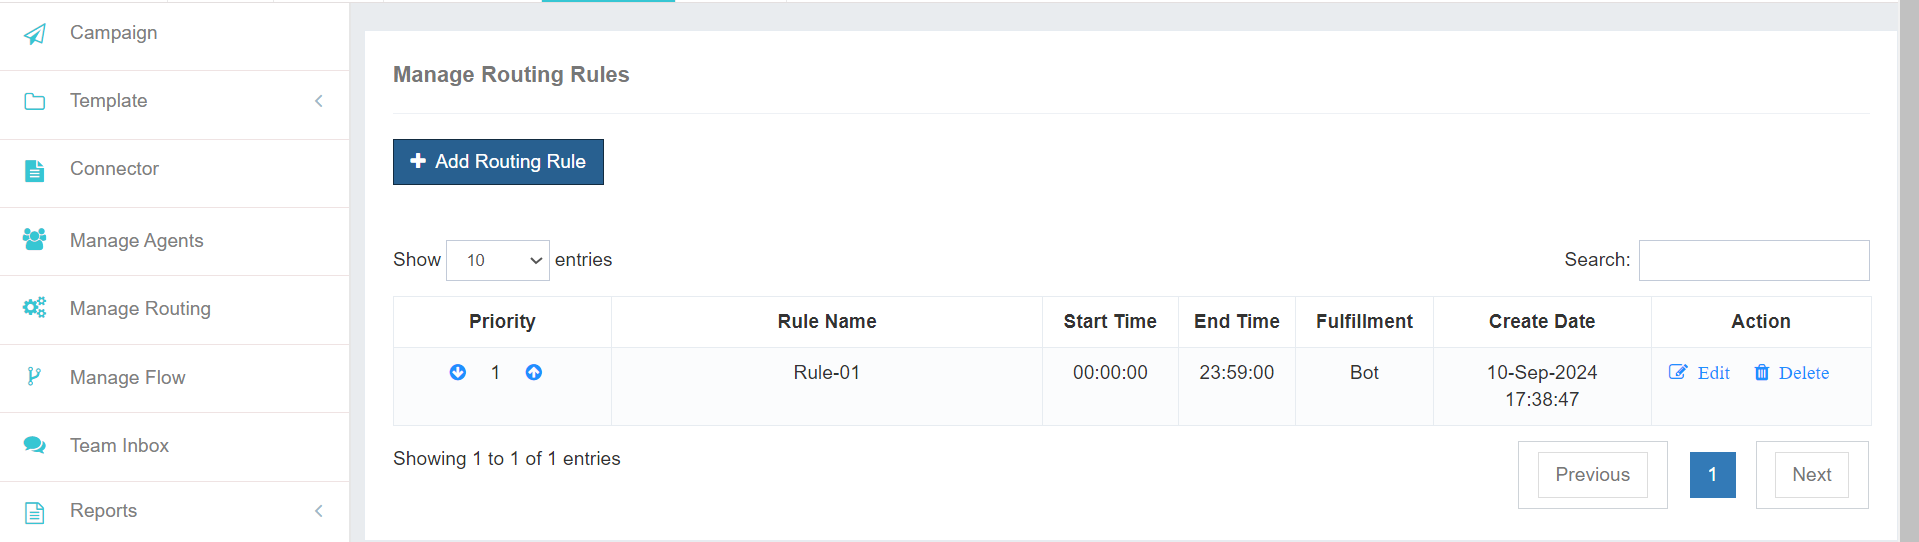 Campaign
Template
Connector
Manage Agents
Manage Routing
Manage Flow
Team Inbox
Reports
Manage Routing Rules
Add Routing Rule
Show 10 entries
Search:
Priority Rule Name Start Time End Time Fulfillment Create Date Action
1 Rule-01 00:00:00 23:59:00 Bot 10-Sep-2024 Edit Delete
17:38:47
Showing 1 to 1 of 1 entries
Previous 1 Next